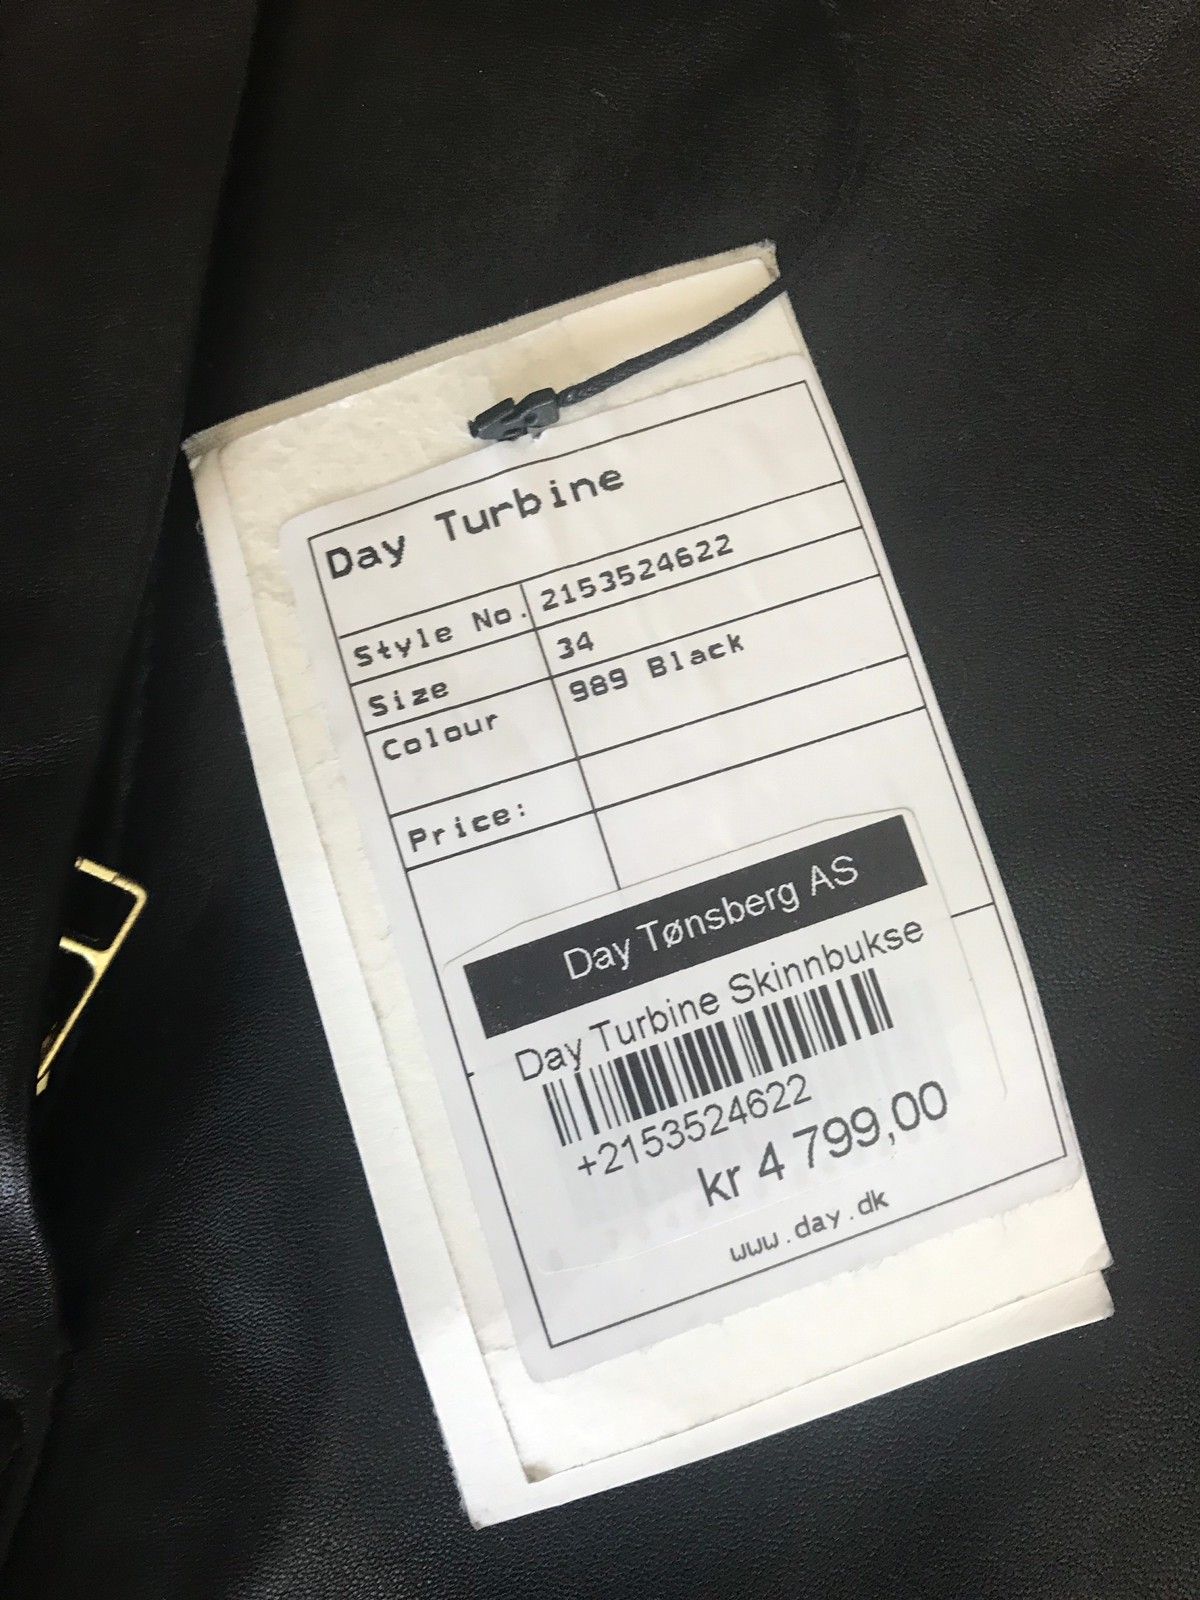 Day Turbine
Style No. 2153524622
Size 34
Colour 989 Black
Price:
Day Tønsberg AS
Day Turbine Skinnbukse
+2153524622
kr 4 799,00
www.day.dk